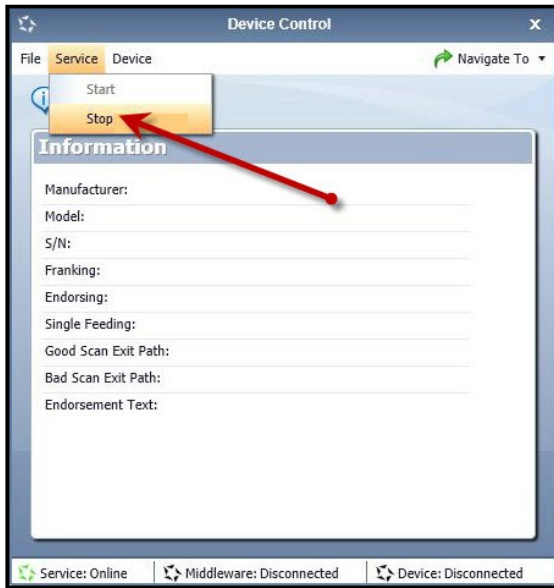 Device Control
x
File Service Device Navigate To
Start
Stop
Information
Manufacturer:
Model:
S/N:
Franking:
Endorsing:
Single Feeding:
Good Scan Exit Path:
Bad Scan Exit Path:
Endorsement Text:
Service: Online Middleware: Disconnected Device: Disconnected